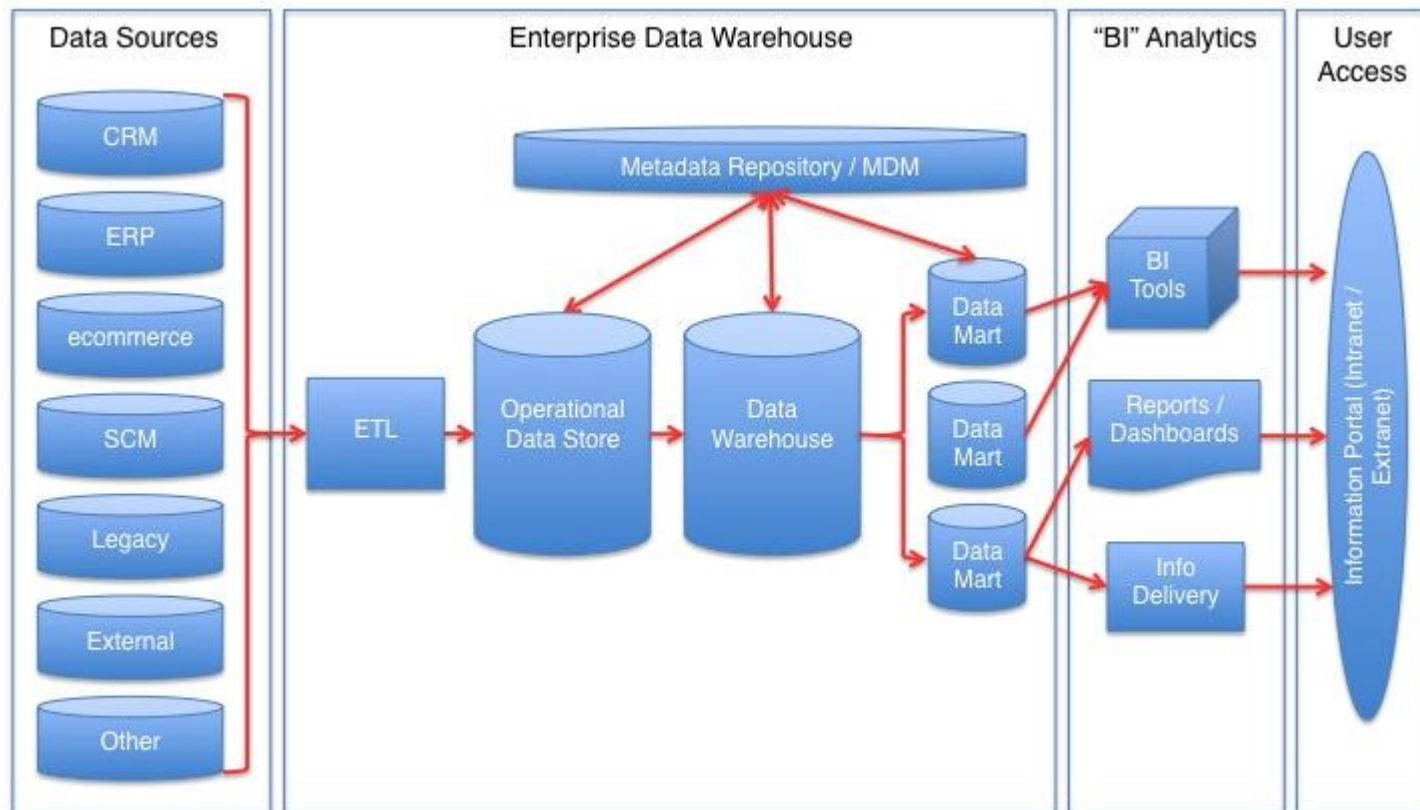 Data Sources
Enterprise Data Warehouse
“BI” Analytics
User
Access
CRM
ERP
ecommerce
SCM
Legacy
External
Other
Metadata Repository / MDM
ETL
Operational
Data Store
Data
Warehouse
Data
Mart
Data
Mart
Data
Mart
BI
Tools
Reports /
Dashboards
Info
Delivery
Information Portal (Intranet /
Extranet)